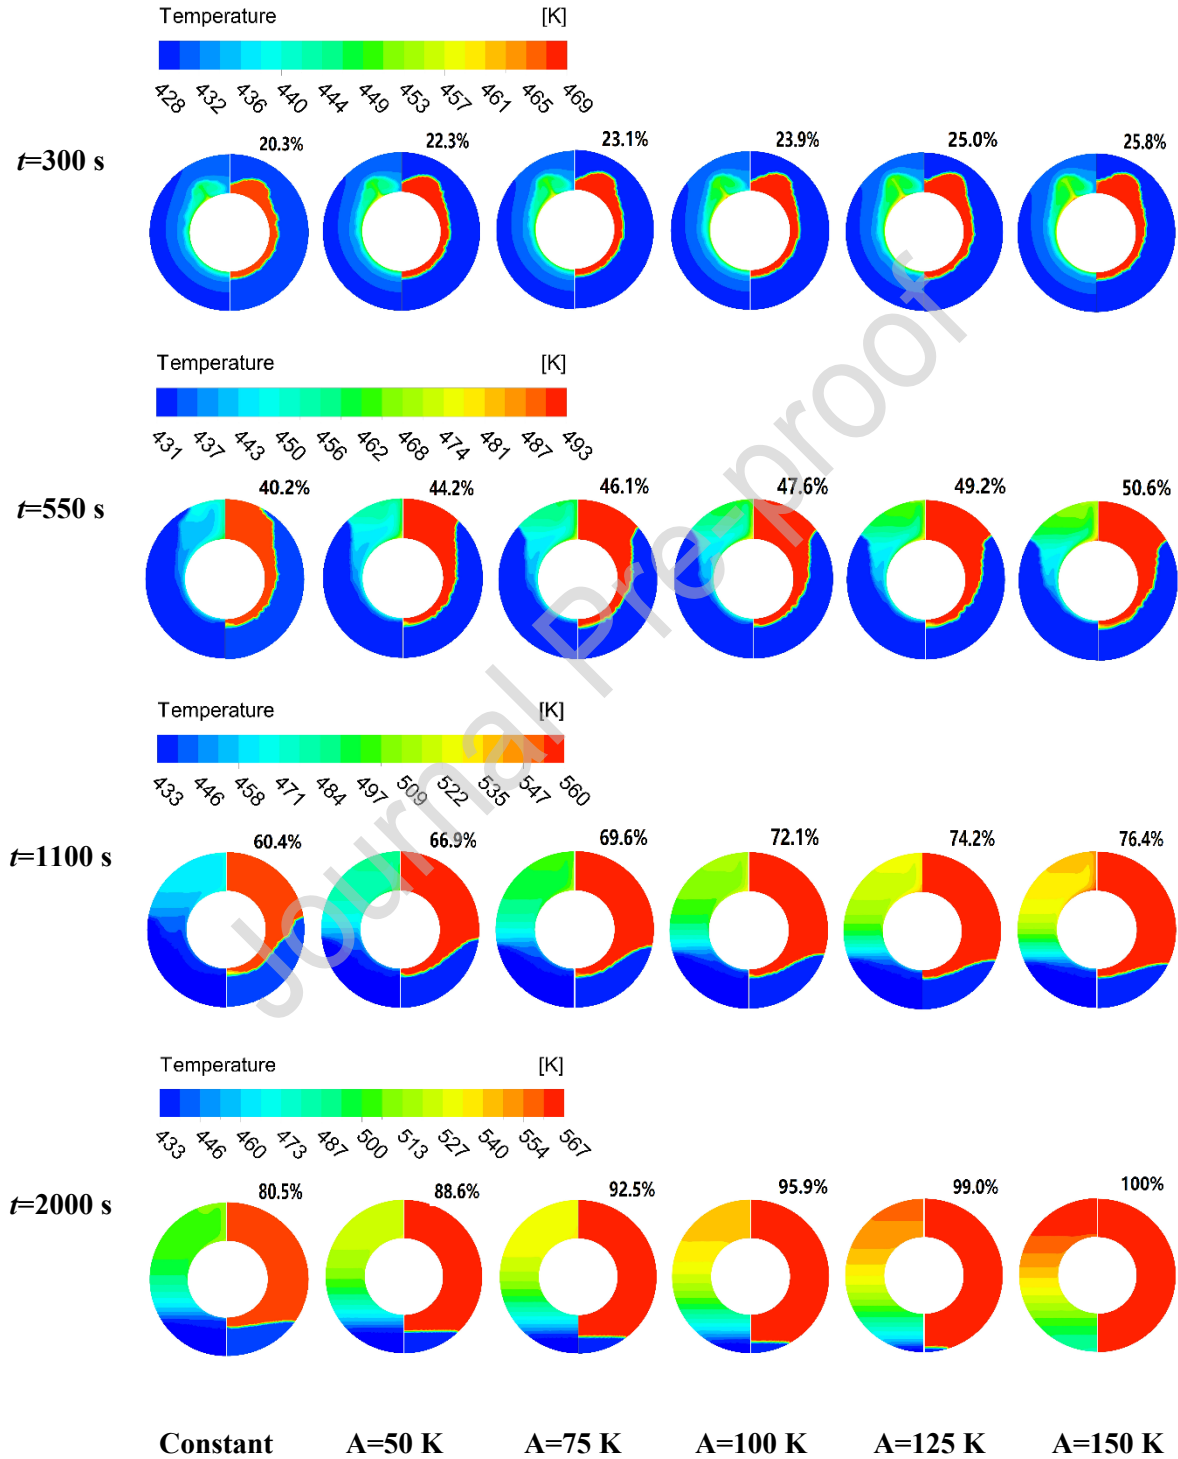 Temperature [K]
428 432 436 440 444 449 453 457 461 465 469
t=300 s
20.3% 22.3% 23.1% 23.9% 25.0% 25.8%
Temperature [K]
431 437 443 450 456 462 468 474 481 487 493
t=550 s
40.2% 44.2% 46.1% 47.6% 49.2% 50.6%
Temperature [K]
433 446 458 471 484 497 509 522 535 547 560
t=1100 s
60.4% 66.9% 69.6% 72.1% 74.2% 76.4%
Temperature [K]
433 446 460 473 487 500 513 527 540 554 567
t=2000 s
80.5% 88.6% 92.5% 95.9% 99.0% 100%
Constant A=50 K A=75 K A=100 K A=125 K A=150 K
Journal Pre-proof